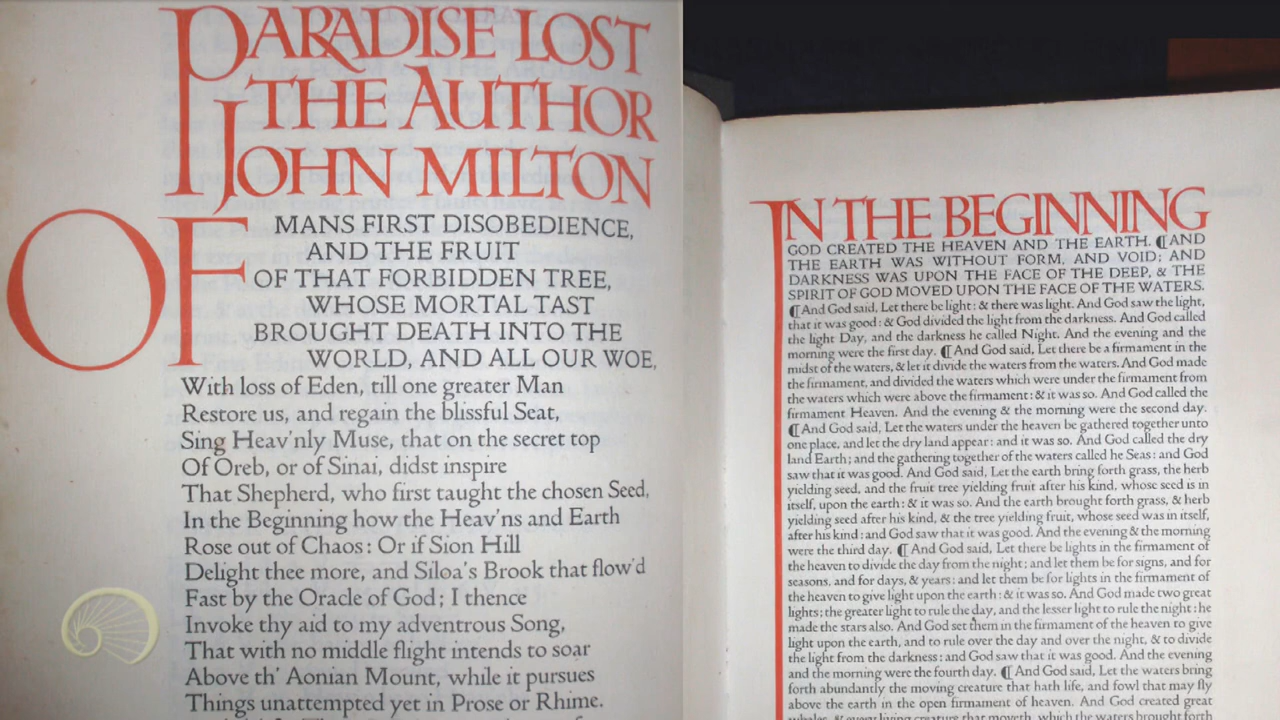 PARADISE LOST
THE AUTHOR
JOHN MILTON
OF MANS FIRST DISOBEDIENCE,
AND THE FRUIT
OF THAT FORBIDDEN TREE,
WHOSE MORTAL TAST
BROUGHT DEATH INTO THE
WORLD, AND ALL OUR WOE,
With loss of Eden, till one greater Man
Restore us, and regain the blissful Seat,
Sing Heav'nly Muse, that on the secret top
Of Oreb, or of Sinai, didst inspire
That Shepherd, who first taught the chosen Seed,
In the Beginning how the Heav'ns and Earth
Rose out of Chaos: Or if Sion Hill
Delight thee more, and Siloa's Brook that flow'd
Fast by the Oracle of God; I thence
Invoke thy aid to my adventrous Song,
That with no middle flight intends to soar
Above th' Aonian Mount, while it pursues
Things unattempted yet in Prose or Rhime.
IN THE BEGINNING
GOD CREATED THE HEAVEN AND THE EARTH. ¶ AND
THE EARTH WAS WITHOUT FORM, AND VOID; AND
DARKNESS WAS UPON THE FACE OF THE DEEP, & THE
SPIRIT OF GOD MOVED UPON THE FACE OF THE WATERS.
¶ And God said, Let there be light: & there was light. And God saw the light,
that it was good: & God divided the light from the darkness. And God called
the light Day, and the darkness he called Night. And the evening and the
morning were the first day. ¶ And God said, Let there be a firmament in the
midst of the waters, & let it divide the waters from the waters. And God made
the firmament, and divided the waters which were under the firmament from
the waters which were above the firmament: & it was so. And God called the
firmament Heaven. And the evening & the morning were the second day.
¶ And God said, Let the waters under the heaven be gathered together unto
one place, and let the dry land appear: and it was so. And God called the dry
land Earth; and the gathering together of the waters called he Seas: and God
saw that it was good. And God said, Let the earth bring forth grass, the herb
yielding seed, and the fruit tree yielding fruit after his kind, whose seed is in
itself, upon the earth: & it was so. And the earth brought forth grass, & herb
yielding seed after his kind, & the tree yielding fruit, whose seed was in itself,
after his kind: and God saw that it was good. And the evening & the morning
were the third day. ¶ And God said, Let there be lights in the firmament of
the heaven to divide the day from the night; and let them be for signs, and for
seasons, and for days, & years: and let them be for lights in the firmament of
the heaven to give light upon the earth: & it was so. And God made two great
lights; the greater light to rule the day, and the lesser light to rule the night: he
made the stars also. And God set them in the firmament of the heaven to give
light upon the earth, and to rule over the day and over the night, & to divide
the light from the darkness: and God saw that it was good. And the evening
and the morning were the fourth day. ¶ And God said, Let the waters bring
forth abundantly the moving creature that hath life, and fowl that may fly
above the earth in the open firmament of heaven. And God created great
whales, & every living creature that moveth, which the waters brought forth